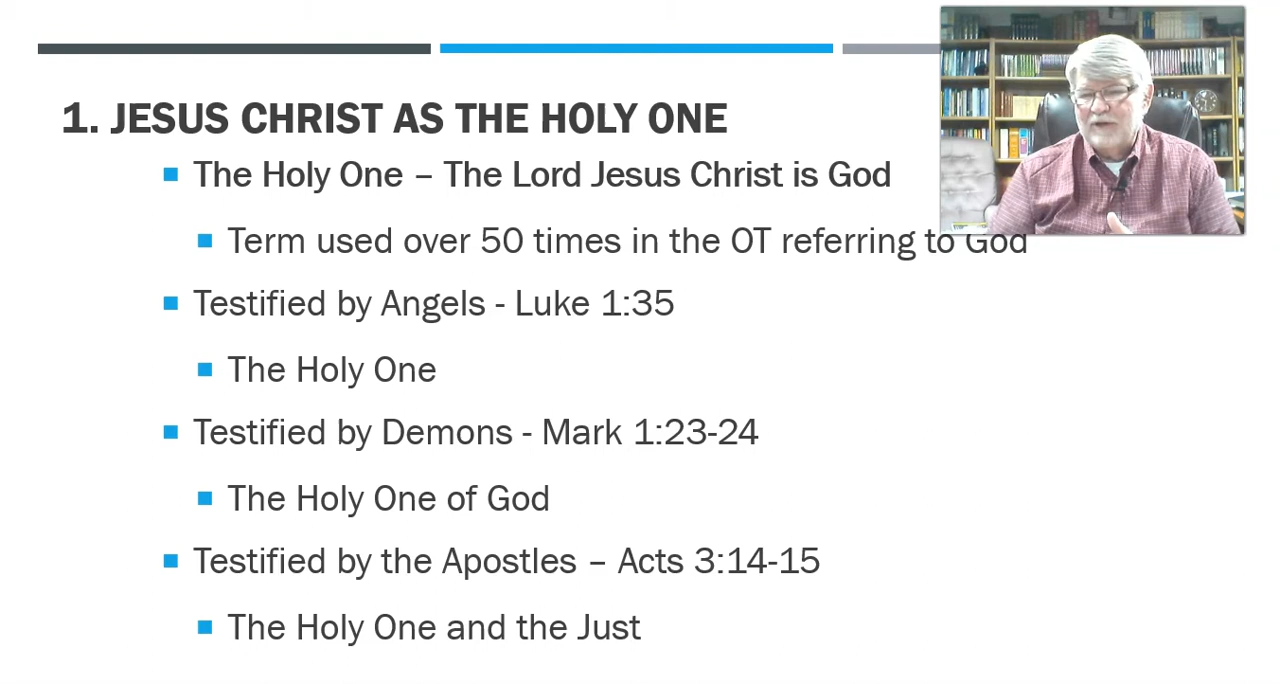 1. JESUS CHRIST AS THE HOLY ONE
The Holy One – The Lord Jesus Christ is God
Term used over 50 times in the OT referring to God
Testified by Angels - Luke 1:35
The Holy One
Testified by Demons - Mark 1:23-24
The Holy One of God
Testified by the Apostles – Acts 3:14-15
The Holy One and the Just